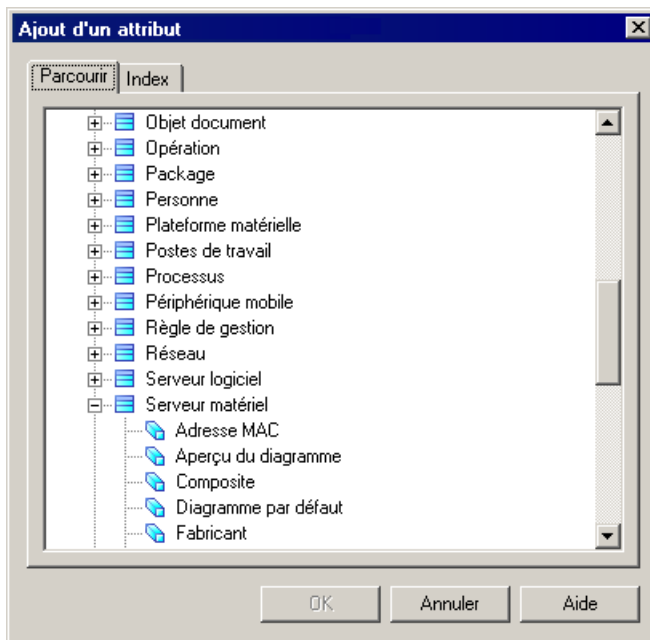 Ajout d'un attribut
Parcourir Index
Objet document
Opération
Package
Personne
Plateforme matérielle
Postes de travail
Processus
Périphérique mobile
Règle de gestion
Réseau
Serveur logiciel
Serveur matériel
Adresse MAC
Aperçu du diagramme
Composite
Diagramme par défaut
Fabricant
OK Annuler Aide